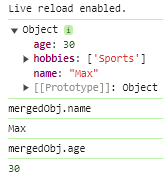 Live reload enabled.
▼ Object i
age: 30
▶ hobbies: ['Sports']
name: "Max"
▶ [[Prototype]]: Object
mergedObj.name
Max
mergedObj.age
30